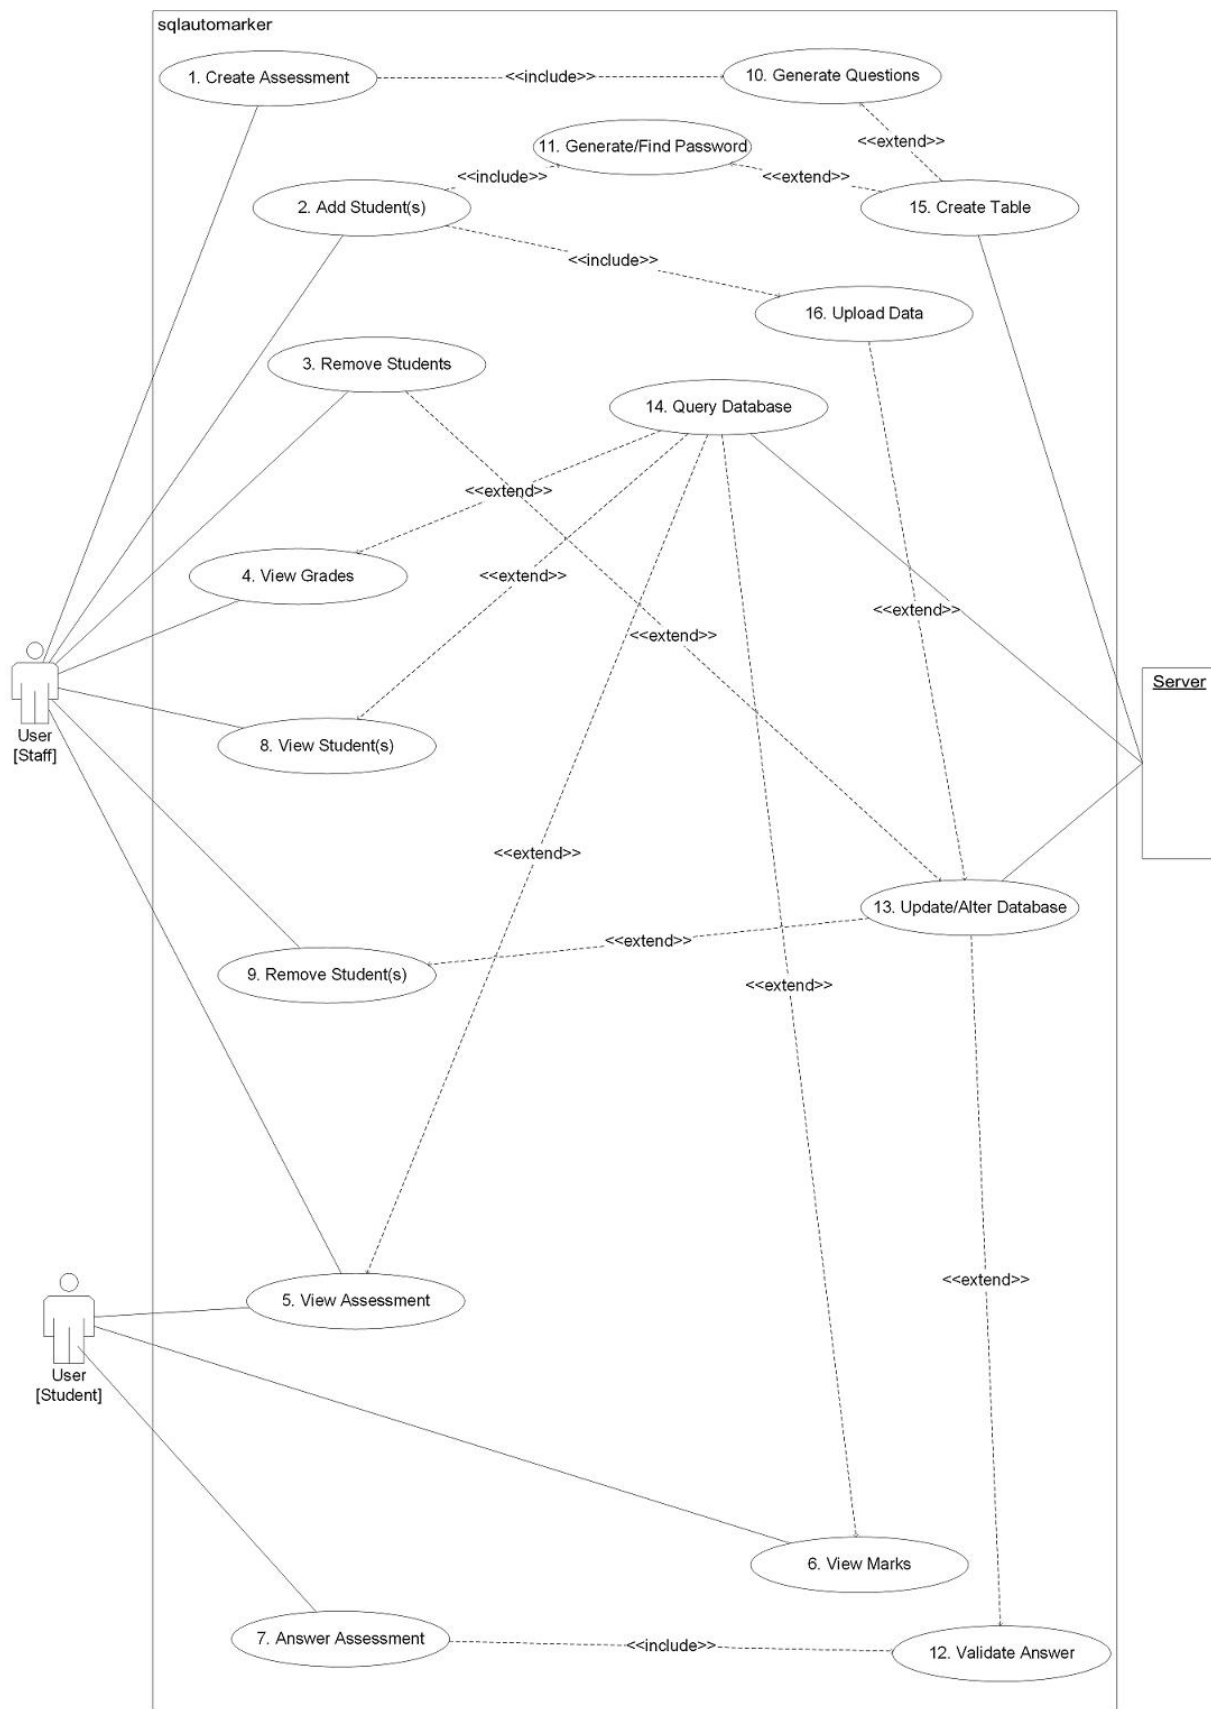 sqlautomarker
1. Create Assessment
<<include>>
10. Generate Questions
<<extend>>
11. Generate/Find Password
<<include>>
<<extend>>
2. Add Student(s)
15. Create Table
<<include>>
16. Upload Data
3. Remove Students
14. Query Database
<<extend>>
4. View Grades
<<extend>>
<<extend>>
<<extend>>
Server
User
[Staff]
8. View Student(s)
<<extend>>
13. Update/Alter Database
<<extend>>
9. Remove Student(s)
<<extend>>
<<extend>>
5. View Assessment
User
[Student]
6. View Marks
7. Answer Assessment
<<include>>
12. Validate Answer